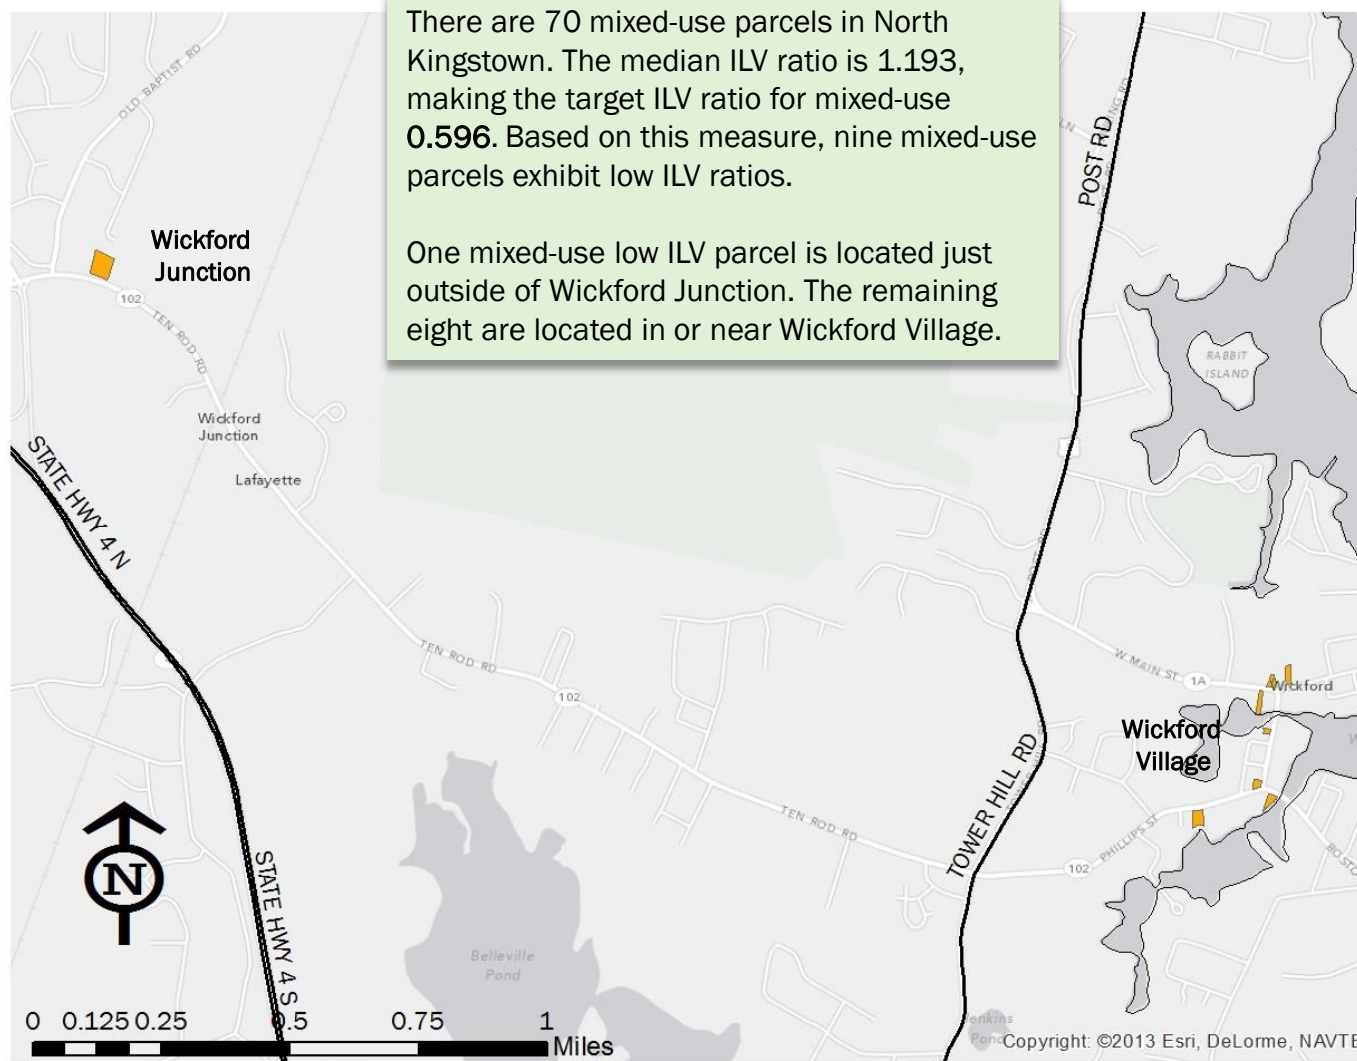 There are 70 mixed-use parcels in North
Kingstown. The median ILV ratio is 1.193,
making the target ILV ratio for mixed-use
0.596. Based on this measure, nine mixed-use
parcels exhibit low ILV ratios.
One mixed-use low ILV parcel is located just
outside of Wickford Junction. The remaining
eight are located in or near Wickford Village.
OLD BAPTIST RD
POST RD
LN
Wickford
Junction
102
TEN ROD RD
RABBIT
ISLAND
Wickford
Junction
Lafayette
STATE HWY 4 N
TEN ROD RD
102
W MAIN ST
1A
Wickford
Wickford
Village
TOWER HILL RD
TEN ROD RD
102
PHILLIPS ST
BOSTO
N
STATE HWY 4 S
Belleville
Pond
Jenkins
Pond
0 0.125 0.25 0.5 0.75 1
Miles
Copyright: ©2013 Esri, DeLorme, NAVTE